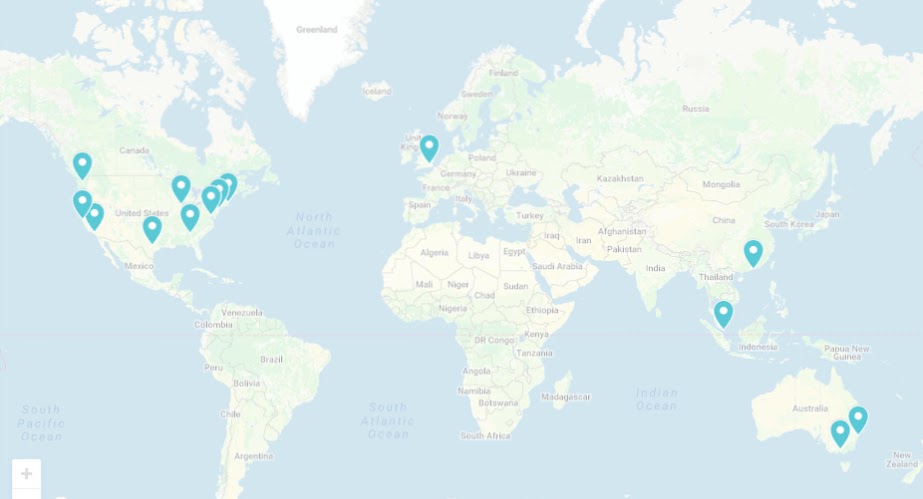 Greenland
Iceland
Finland
Sweden
Russia
Norway
Canada
United
Kingdom
Poland
Germany
Ukraine
Kazakhstan
France
Mongolia
Italy
Spain
Turkey
United States
North
Atlantic
Ocean
China
Japan
South Korea
Afghanistan
Iraq
Iran
Pakistan
Algeria
Libya
Egypt
Saudi Arabia
India
Mexico
Thailand
Mali
Niger
Sudan
Chad
Nigeria
Ethiopia
Venezuela
Colombia
Kenya
DR Congo
Indonesia
Papua New
Guinea
Tanzania
Brazil
Peru
Angola
Bolivia
Namibia
Botswana
Madagascar
Indian
Ocean
South
Pacific
Ocean
South
Atlantic
Ocean
Chile
Australia
South Africa
Argentina
New
Zealand
+